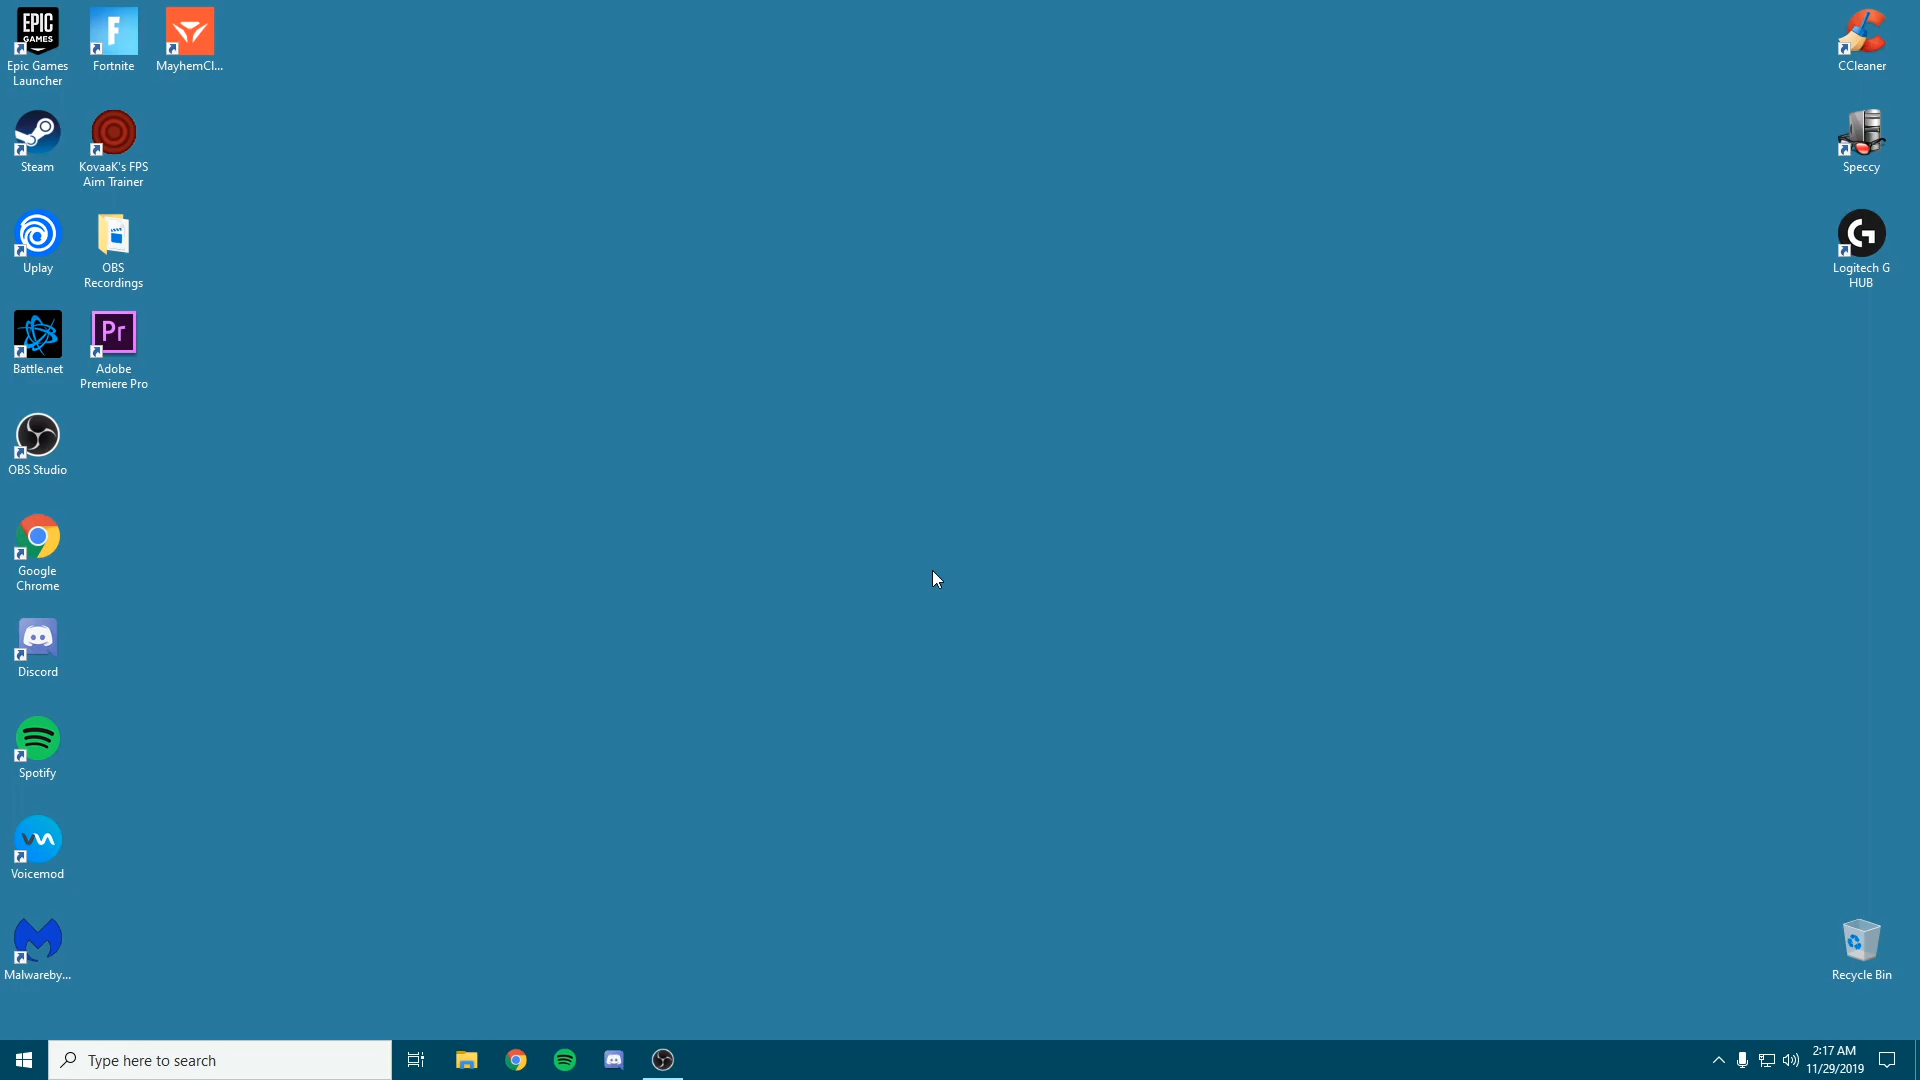 EPIC
GAMES
Epic Games
Launcher
F
Fortnite
MayhemCl...
Steam
KovaaK's FPS
Aim Trainer
Uplay
OBS
Recordings
Battle.net
Pr
Adobe
Premiere Pro
OBS Studio
Google
Chrome
Discord
Spotify
Voicemod
Malwareby...
CCleaner
Speccy
G
Logitech G
HUB
Recycle Bin
Type here to search
2:17 AM
11/29/2019